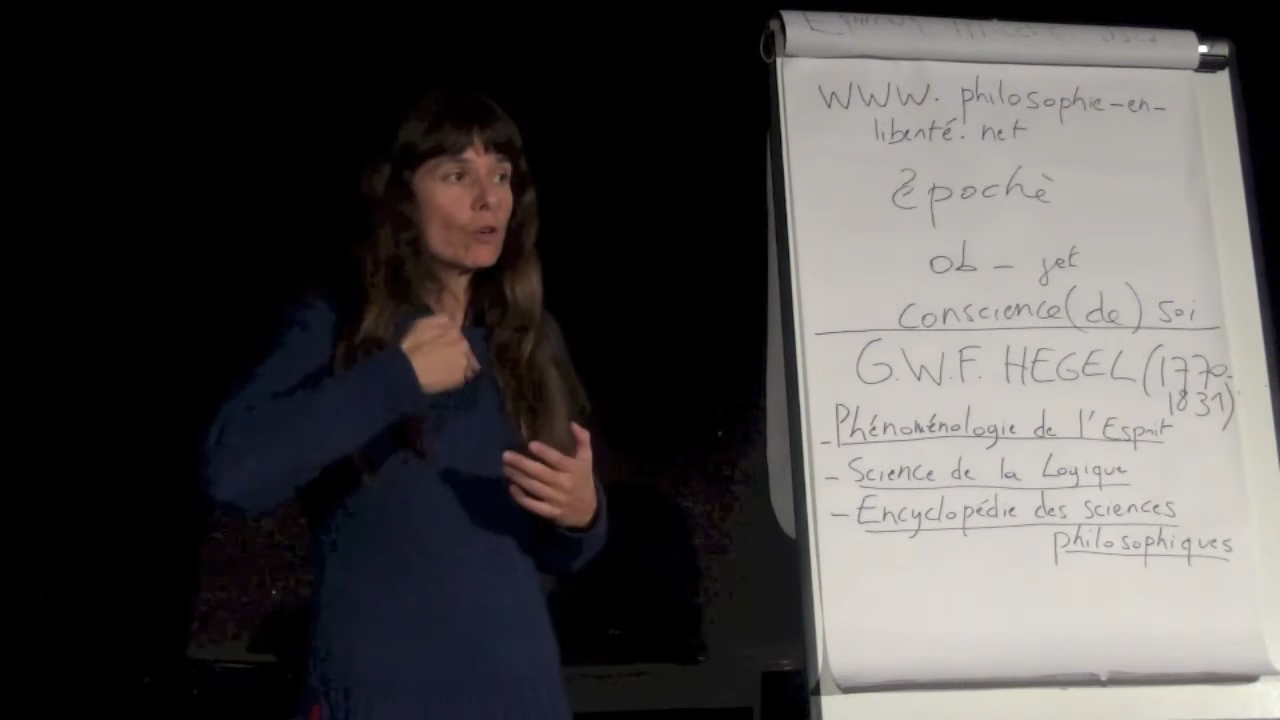 www.philosophie-en-
liberté.net
Epochè
ob - jet
conscience (de) soi
G.W.F. HEGEL (1770-
1831)
- Phénoménologie de l'Esprit
- Science de la Logique
- Encyclopédie des sciences
philosophiques